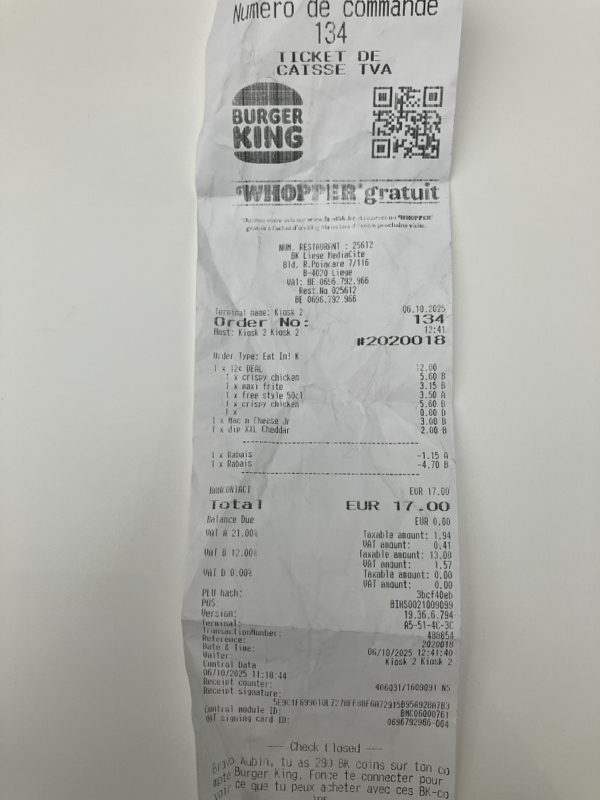 Numero de commande
134
TICKET DE
CAISSE TVA
BURGER
KING
WHOPPER gratuit
NUM. RESTAURANT : 25612
BK Liege MediaCite
Bld. R.Poincare 7/116
B-4020 Liege
VAT: BE 0696.792.966
Rest.No 025612
BE 0696.792.966
Terminal name: Kiosk 2 06.10.2025
Order No: 134
Host: Kiosk 2 Kiosk 2 12:41
#2020018
Order Type: Eat In! K
1 x 12€ DEAL 12.00
1 x crispy chicken 5.60 B
1 x maxi frite 3.15 B
1 x free style 50cl 3.50 A
1 x crispy chicken 5.60 B
1 x 0.00 D
1 x Mac n Cheese Jr 3.00 B
1 x dip XXL Cheddar 2.00 B
1 x Rabais -1.15 A
1 x Rabais -4.70 B
BANCONTACT EUR 17.00
Total EUR 17.00
Balance Due EUR 0.00
VAT A 21.00% Taxable amount: 1.94
VAT amount: 0.41
VAT B 12.00% Taxable amount: 13.08
VAT amount: 1.57
VAT D 0.00% Taxable amount: 0.00
VAT amount: 0.00
PLU hash: 3bcf40eb
POS: BIHS0021009099
Version: 19.36.6.794
Terminal: A5-51-4C-3C
TransactionNumber: 488854
Reference: 2020018
Date & Time: 06/10/2025 12:41:40
Waiter: Kiosk 2 Kiosk 2
Control Data
06/10/2025 11:18:44
Receipt counter: 406031/1609091 NS
Receipt signature:
Control module ID: BMC06000761
VAT signing card ID: 0696792966-004
--- Check Closed ---
Bravo Aubin, tu as 290 BK coins sur ton co
mpte Burger King. Fonce te connecter pour
voir ce que tu peux acheter avec ces BK-co